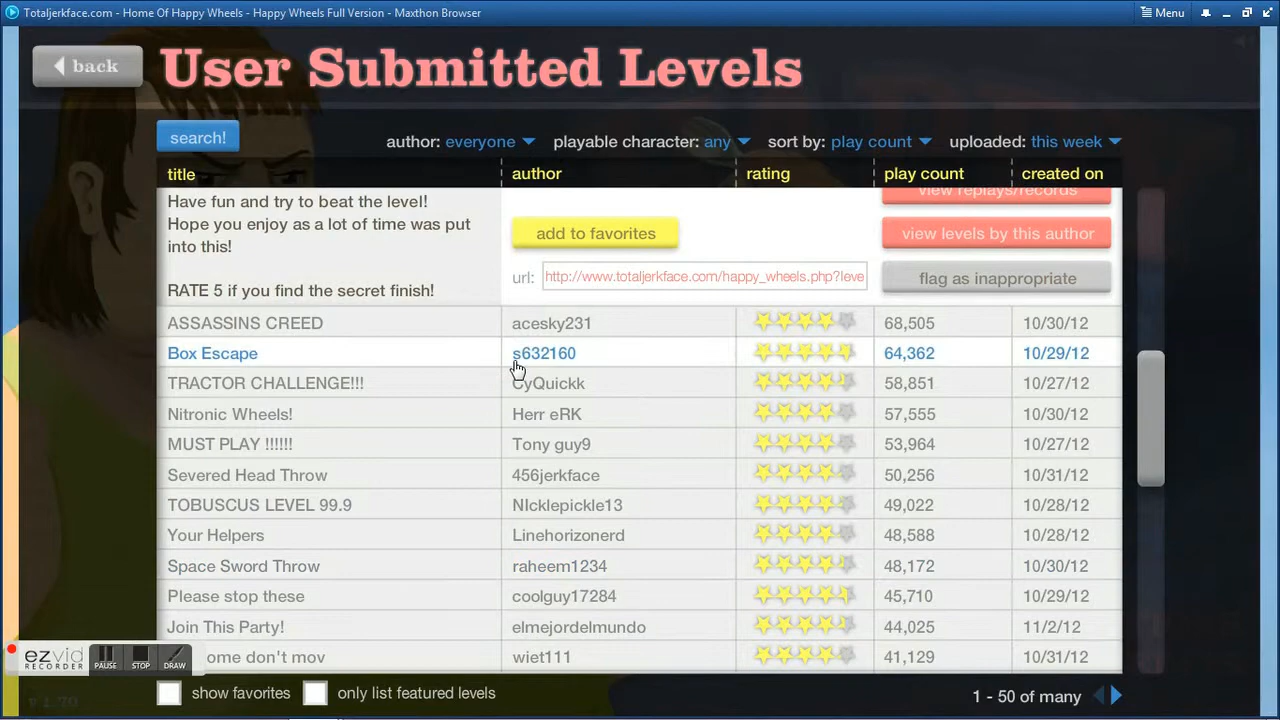 Totaljerkface.com - Home Of Happy Wheels - Happy Wheels Full Version - Maxthon Browser
Menu
back
User Submitted Levels
search!
author: everyone
playable character: any
sort by: play count
uploaded: this week
title author rating play count created on
Have fun and try to beat the level!
Hope you enjoy as a lot of time was put
into this!
RATE 5 if you find the secret finish!
add to favorites
url: http://www.totaljerkface.com/happy_wheels.php?leve
view replays/records
view levels by this author
flag as inappropriate
ASSASSINS CREED acesky231 68,505 10/30/12
Box Escape s632160 64,362 10/29/12
TRACTOR CHALLENGE!!! CyQuickk 58,851 10/27/12
Nitronic Wheels! Herr eRK 57,555 10/30/12
MUST PLAY !!!!!! Tony guy9 53,964 10/27/12
Severed Head Throw 456jerkface 50,256 10/31/12
TOBUSCUS LEVEL 99.9 NIcklepickle13 49,022 10/28/12
Your Helpers Linehorizonerd 48,588 10/28/12
Space Sword Throw raheem1234 48,172 10/30/12
Please stop these coolguy17284 45,710 10/29/12
Join This Party! elmejordelmundo 44,025 11/2/12
ome don't mov wiet111 41,129 10/31/12
ezvid
RECORDER
PAUSE
STOP
DRAW
show favorites
only list featured levels
1 - 50 of many
v 1.70